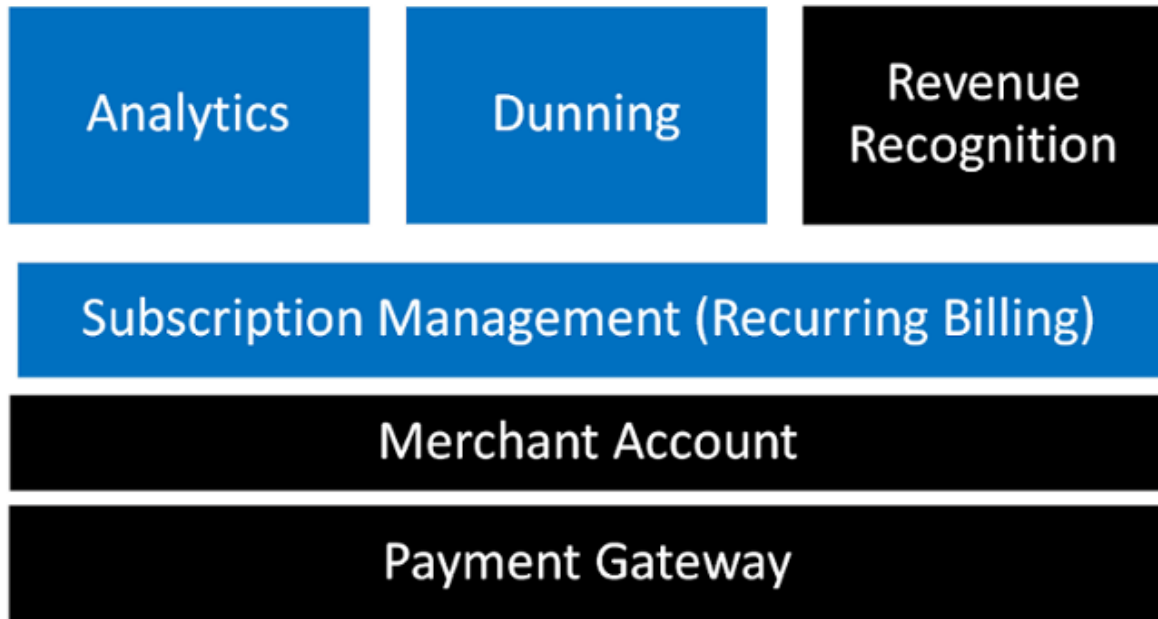 Analytics
Dunning
Revenue
Recognition
Subscription Management (Recurring Billing)
Merchant Account
Payment Gateway